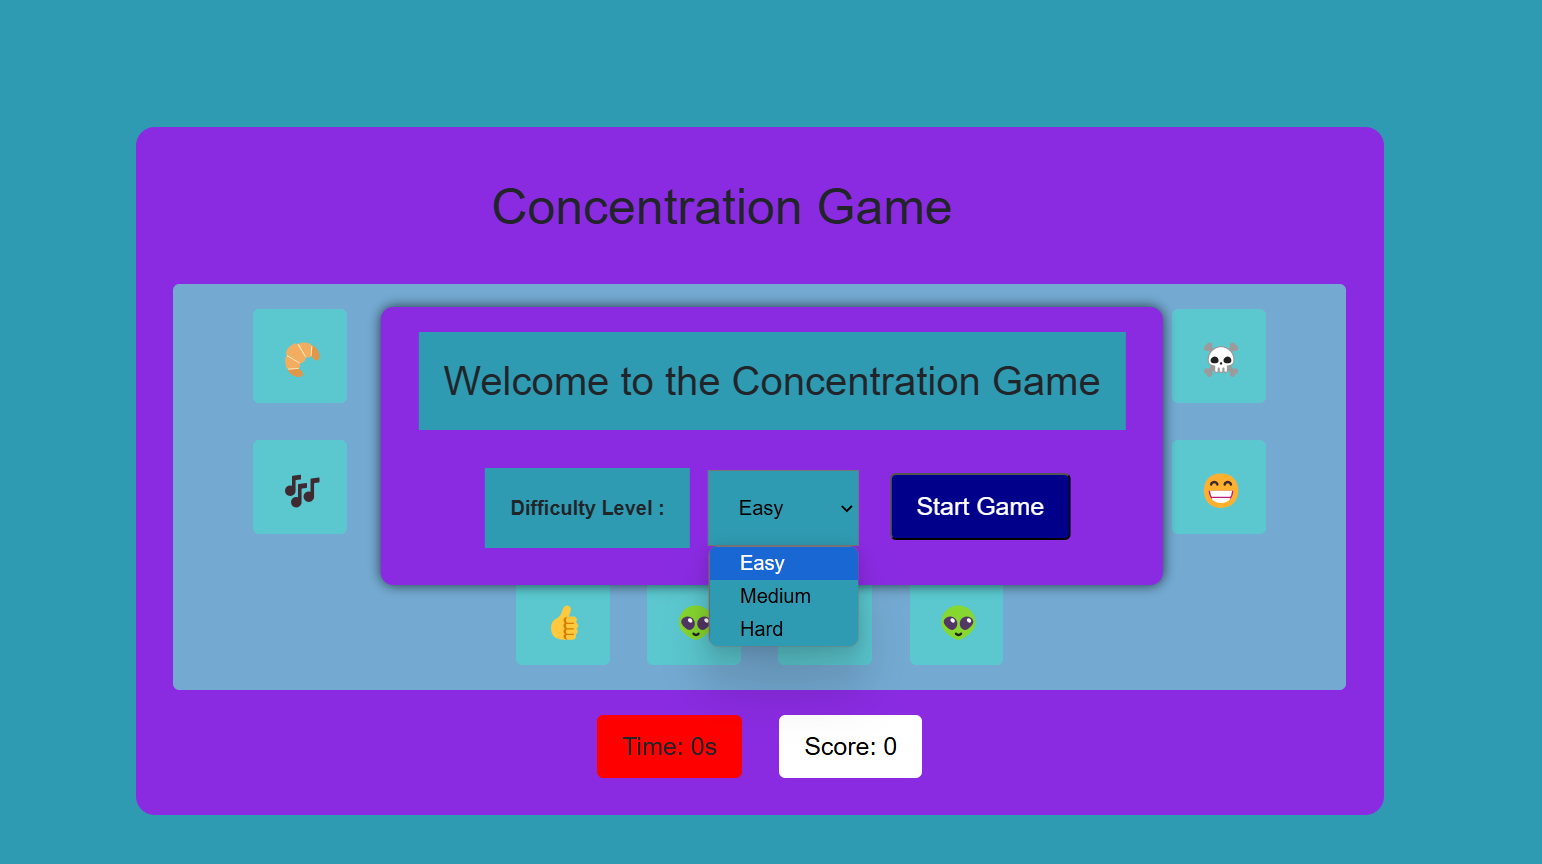 Concentration Game
Welcome to the Concentration Game
Difficulty Level :
Easy
Start Game
Easy
Medium
Hard
Time: 0s
Score: 0